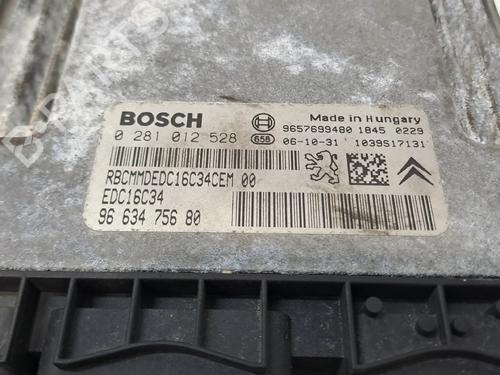 BOSCH
Made in Hungary
0 281 012 528
658
9657699480 1845 0229
06-10-31
1039S17131
RBCMMDEDC16C34CEM 00
EDC16C34
96 634 756 80